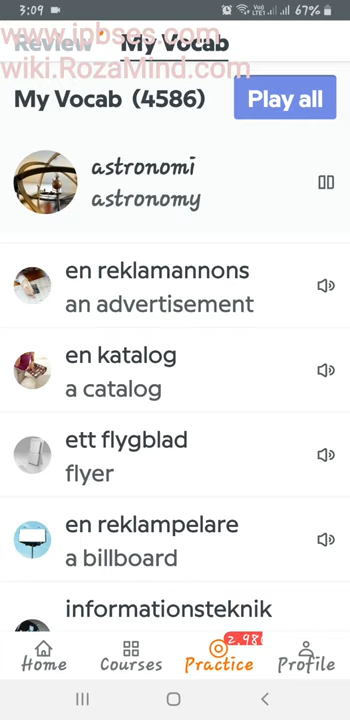 3:09
67%
www.ipbses.com
Review My Vocab
wiki.RozaMind.com
My Vocab (4586)
Play all
astronomi
astronomy
en reklamannons
an advertisement
en katalog
a catalog
ett flygblad
flyer
en reklampelare
a billboard
informationsteknik
2,98
Home Courses Practice Profile